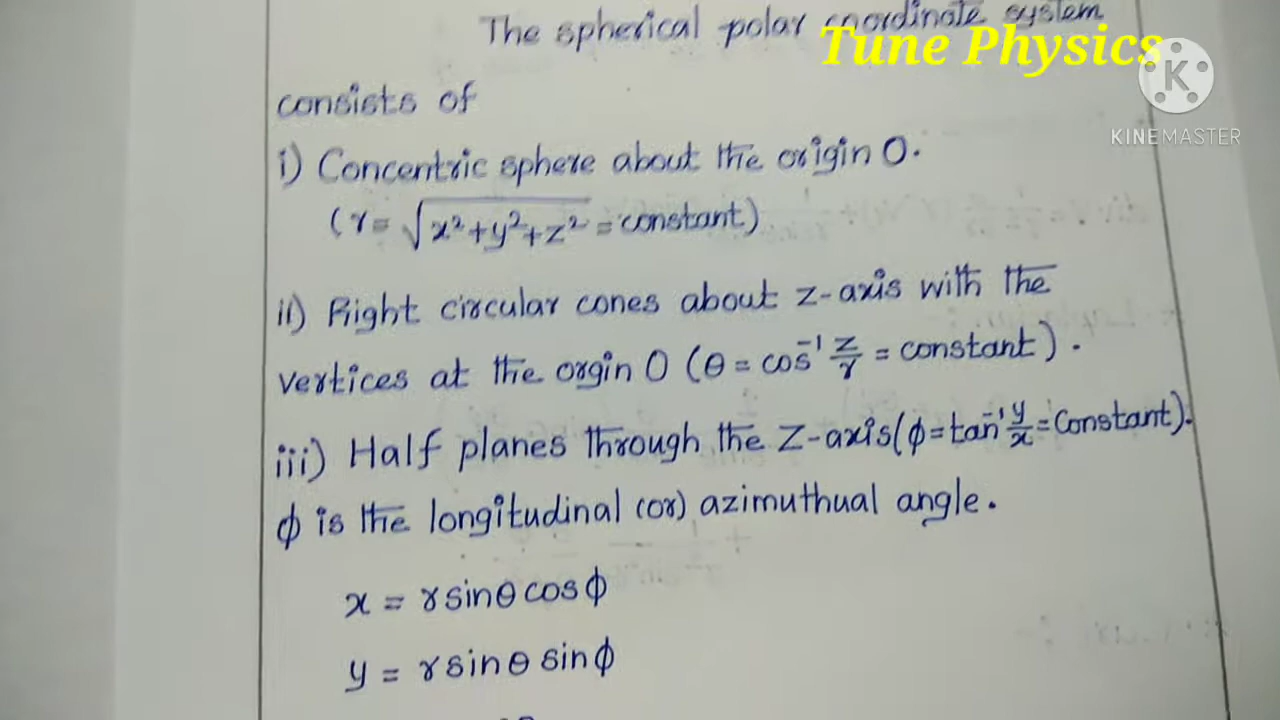 The spherical polar coordinate system
Tune Physics
KINEMASTER
consists of
i) Concentric sphere about the origin O.
(r = √x²+y²+z² = constant)
ii) Right circular cones about z-axis with the
vertices at the orgin O (θ = cos⁻¹ z/r = constant).
iii) Half planes through the Z-axis (ϕ = tan⁻¹ y/x = Constant).
ϕ is the longitudinal (or) azimuthual angle.
x = r sinθ cosϕ
y = r sinθ sinϕ